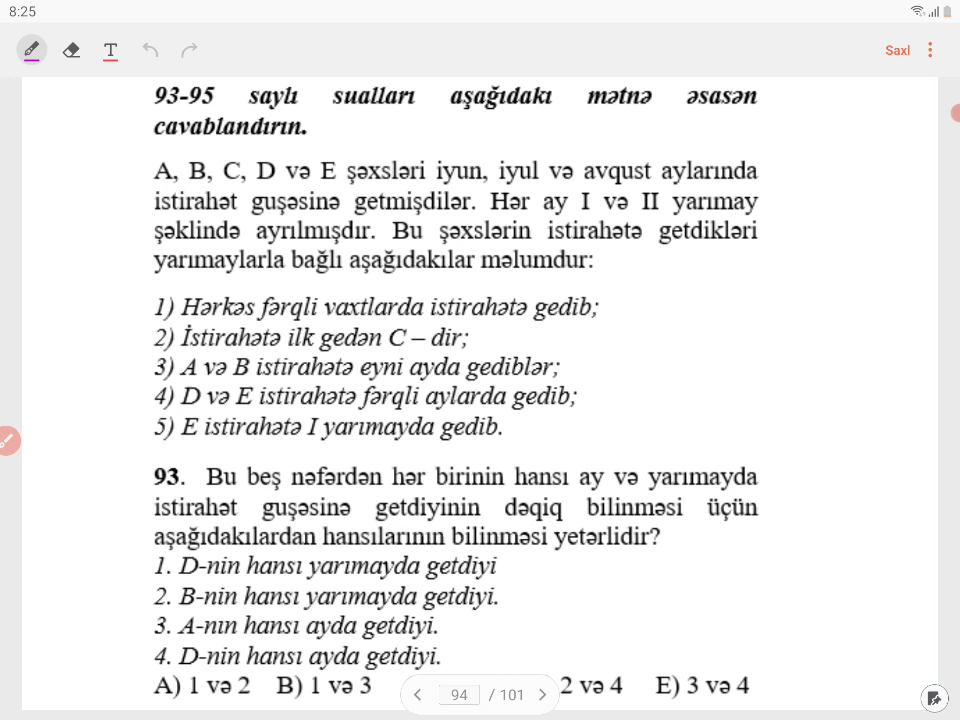 8:25
T
Saxl
93-95 saylı sualları aşağıdakı mətnə əsasən
cavablandırın.
A, B, C, D və E şəxsləri iyun, iyul və avqust aylarında
istirahət guşəsinə getmişdilər. Hər ay I və II yarımay
şəklində ayrılmışdır. Bu şəxslərin istirahətə getdikləri
yarımaylarla bağlı aşağıdakılar məlumdur:
1) Hərkəs fərqli vaxtlarda istirahətə gedib;
2) İstirahətə ilk gedən C – dir;
3) A və B istirahətə eyni ayda gediblər;
4) D və E istirahətə fərqli aylarda gedib;
5) E istirahətə I yarımayda gedib.
93. Bu beş nəfərdən hər birinin hansı ay və yarımayda
istirahət guşəsinə getdiyinin dəqiq bilinməsi üçün
aşağıdakılardan hansılarının bilinməsi yetərlidir?
1. D-nin hansı yarımayda getdiyi
2. B-nin hansı yarımayda getdiyi.
3. A-nın hansı ayda getdiyi.
4. D-nin hansı ayda getdiyi.
A) 1 və 2 B) 1 və 3 2 və 4 E) 3 və 4
94 / 101